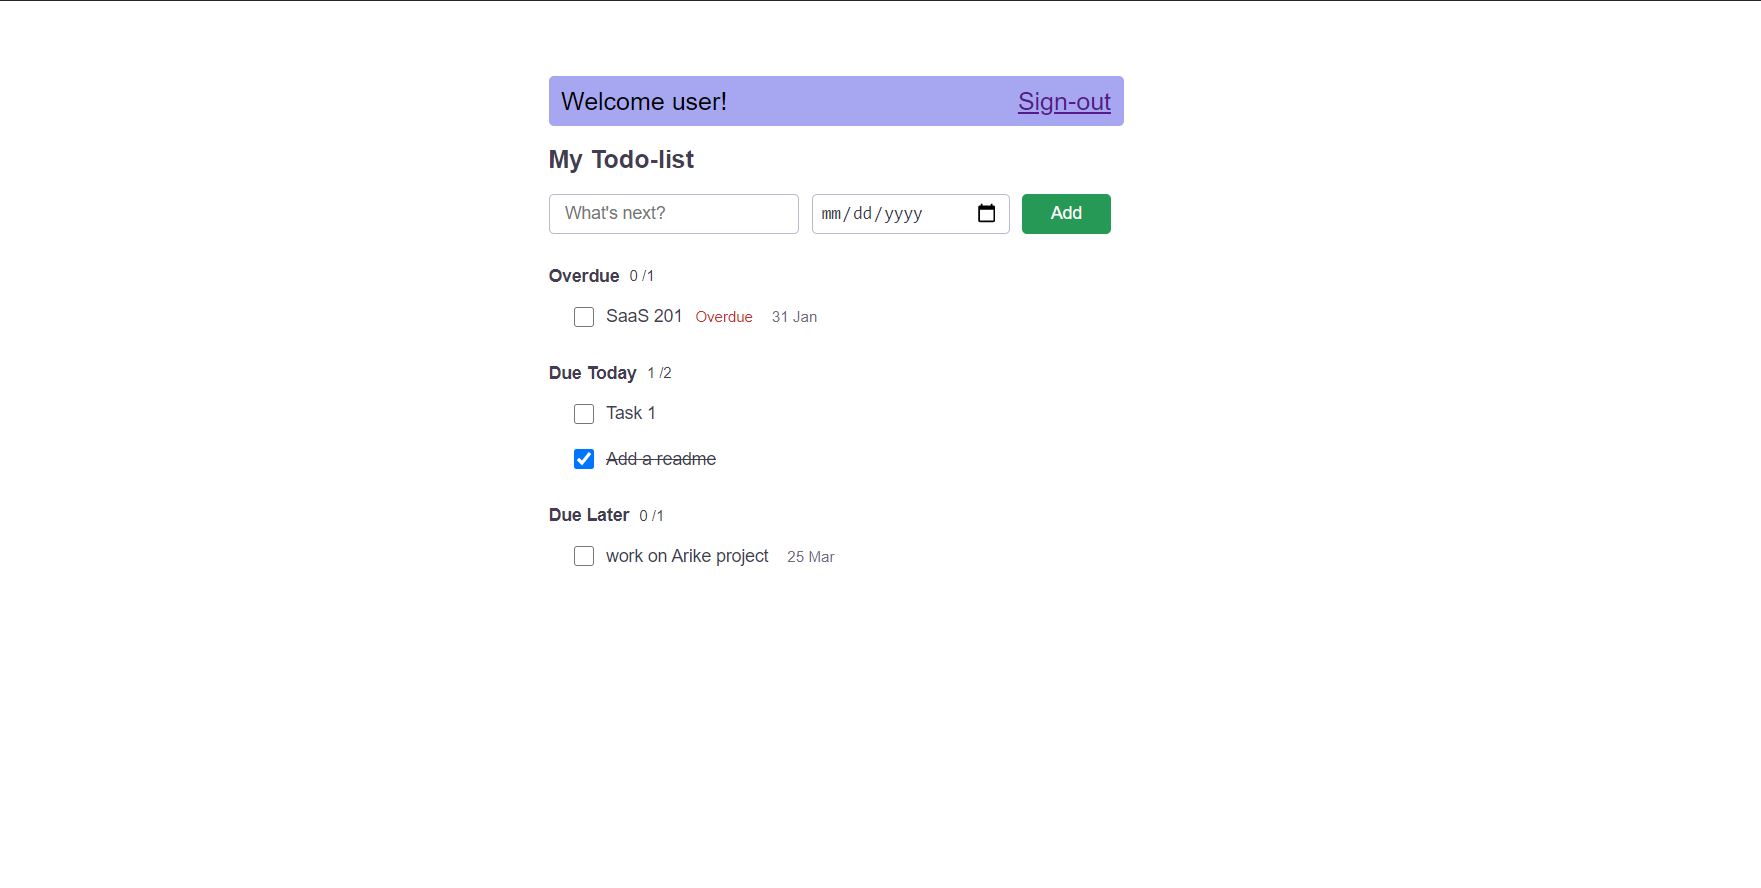 Welcome user! Sign-out
My Todo-list
What's next? mm/dd/yyyy Add
Overdue 0 /1
SaaS 201 Overdue 31 Jan
Due Today 1 /2
Task 1
Add a readme
Due Later 0 /1
work on Arike project 25 Mar